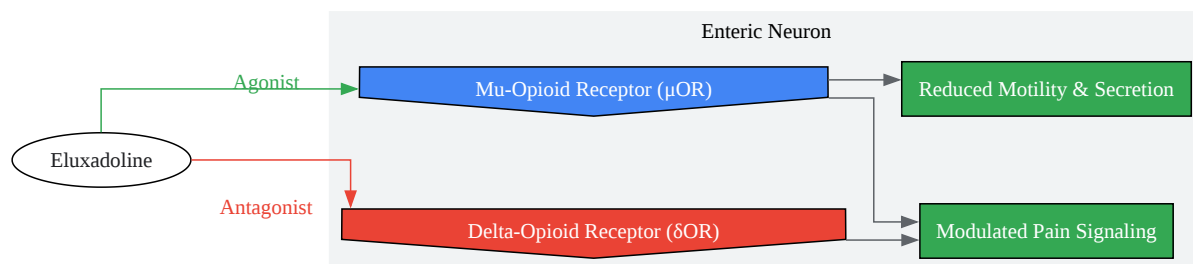 Enteric Neuron
Agonist
Mu-Opioid Receptor (μOR)
Reduced Motility & Secretion
Eluxadoline
Antagonist
Delta-Opioid Receptor (δOR)
Modulated Pain Signaling